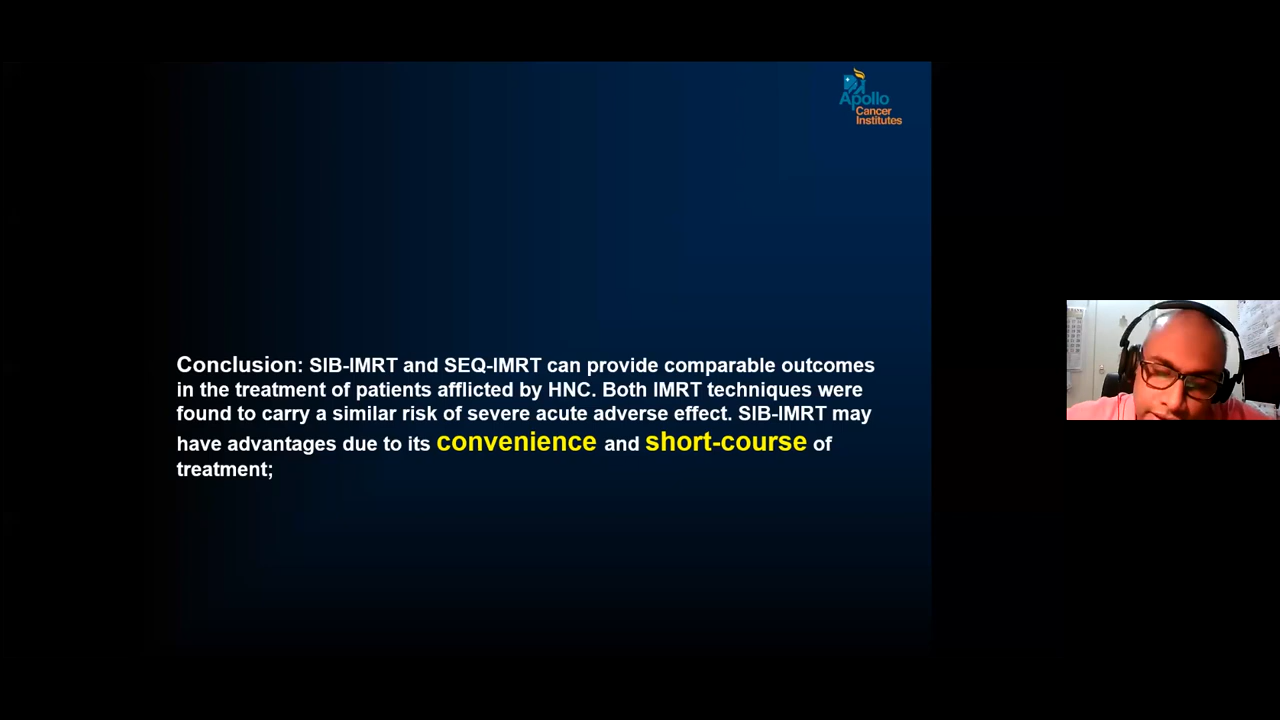 Apollo
Cancer
Institutes
Conclusion: SIB-IMRT and SEQ-IMRT can provide comparable outcomes
in the treatment of patients afflicted by HNC. Both IMRT techniques were
found to carry a similar risk of severe acute adverse effect. SIB-IMRT may
have advantages due to its convenience and short-course of
treatment;